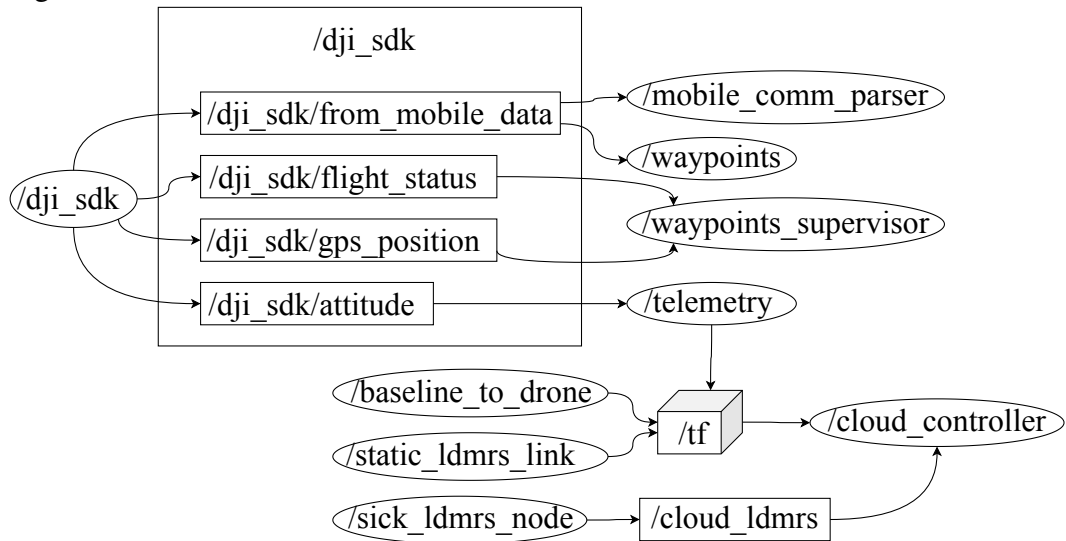 /dji_sdk
/dji_sdk/from_mobile_data
/mobile_comm_parser
/waypoints
/dji_sdk/flight_status
/dji_sdk
/waypoints_supervisor
/dji_sdk/gps_position
/dji_sdk/attitude
/telemetry
/baseline_to_drone
/tf
/cloud_controller
/static_ldmrs_link
/sick_ldmrs_node
/cloud_ldmrs